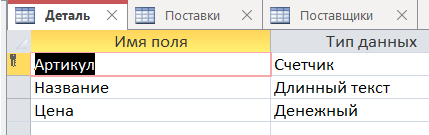 Деталь Поставки Поставщики
Имя поля Тип данных
Артикул Счетчик
Название Длинный текст
Цена Денежный